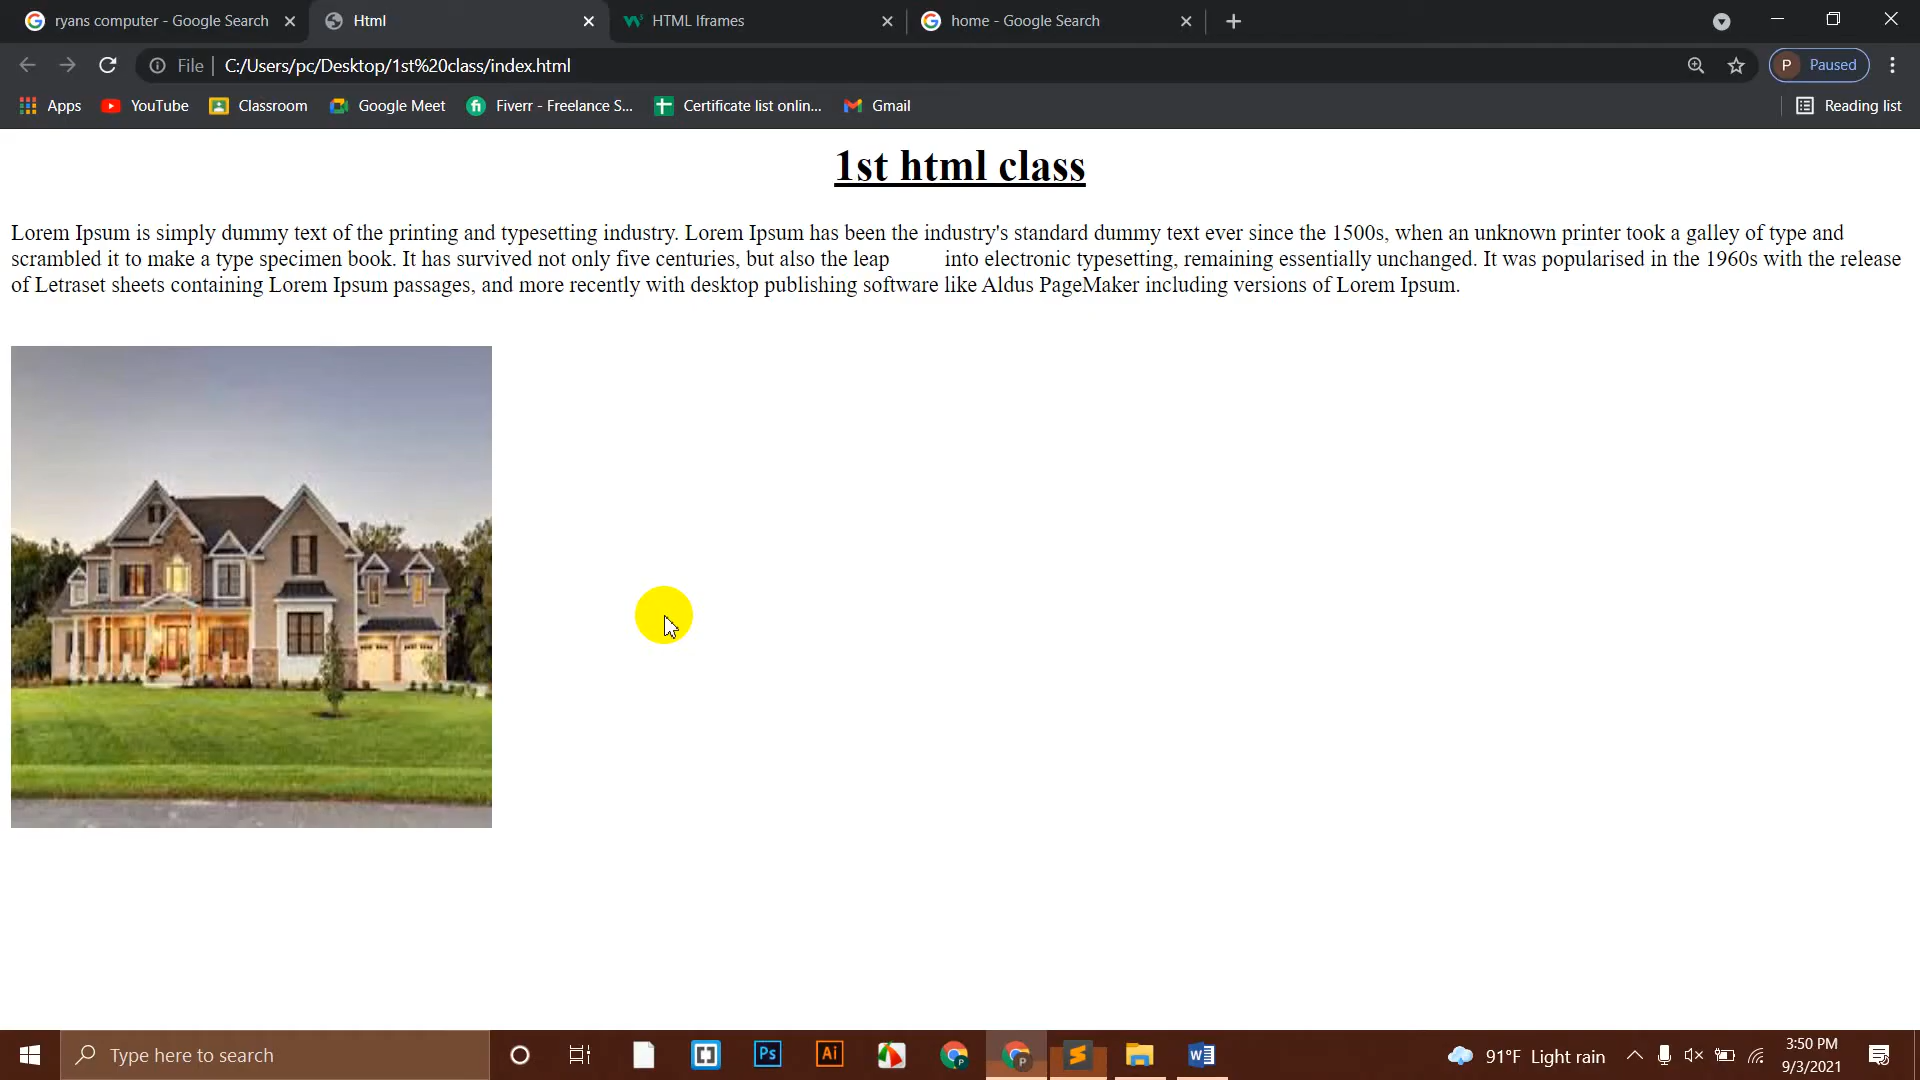 ryans computer - Google Search
Html
HTML Iframes
home - Google Search
File
C:/Users/pc/Desktop/1st%20class/index.html
P Paused
Apps
YouTube
Classroom
Google Meet
Fiverr - Freelance S...
Certificate list onlin...
Gmail
Reading list
1st html class
Lorem Ipsum is simply dummy text of the printing and typesetting industry. Lorem Ipsum has been the industry's standard dummy text ever since the 1500s, when an unknown printer took a galley of type and
scrambled it to make a type specimen book. It has survived not only five centuries, but also the leap into electronic typesetting, remaining essentially unchanged. It was popularised in the 1960s with the release
of Letraset sheets containing Lorem Ipsum passages, and more recently with desktop publishing software like Aldus PageMaker including versions of Lorem Ipsum.
Type here to search
Ps
Ai
91°F Light rain
3:50 PM
9/3/2021